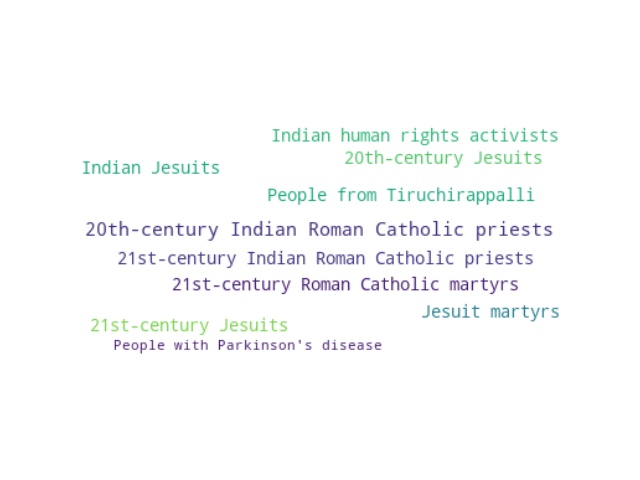 Indian human rights activists
20th-century Jesuits
Indian Jesuits
People from Tiruchirappalli
20th-century Indian Roman Catholic priests
21st-century Indian Roman Catholic priests
21st-century Roman Catholic martyrs
Jesuit martyrs
21st-century Jesuits
People with Parkinson's disease